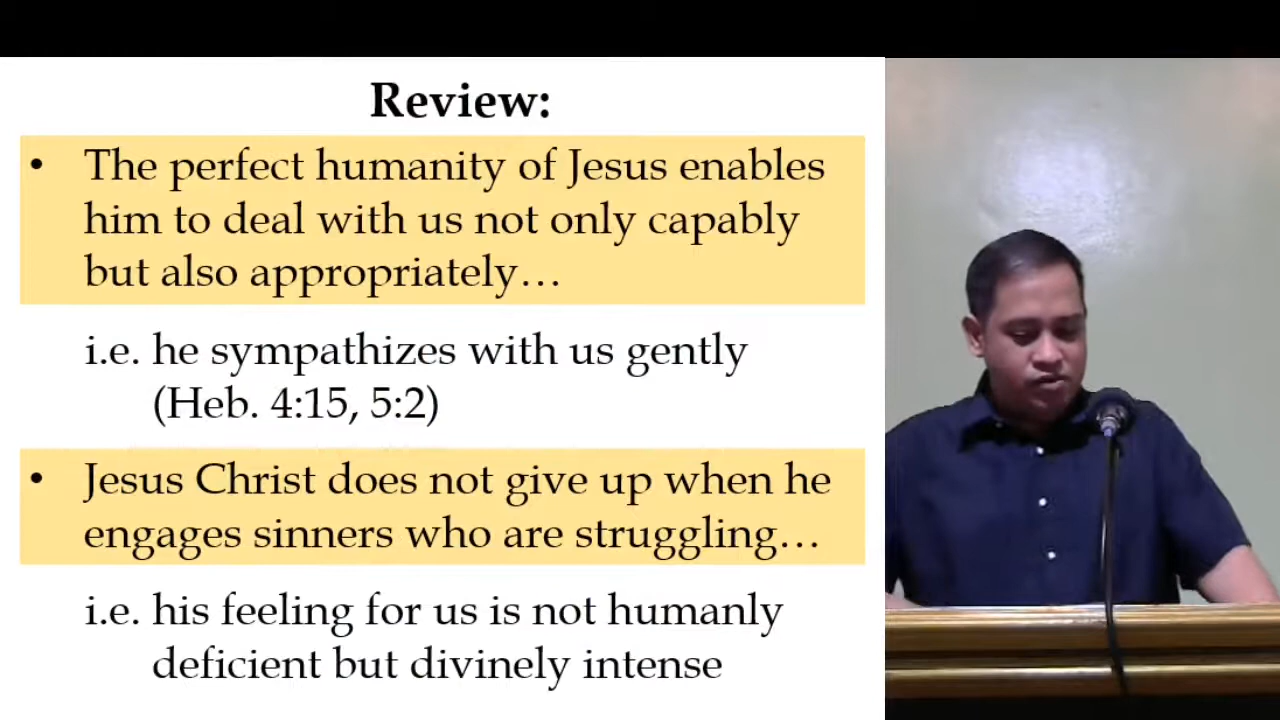 Review:
• The perfect humanity of Jesus enables
him to deal with us not only capably
but also appropriately…
i.e. he sympathizes with us gently
(Heb. 4:15, 5:2)
• Jesus Christ does not give up when he
engages sinners who are struggling…
i.e. his feeling for us is not humanly
deficient but divinely intense